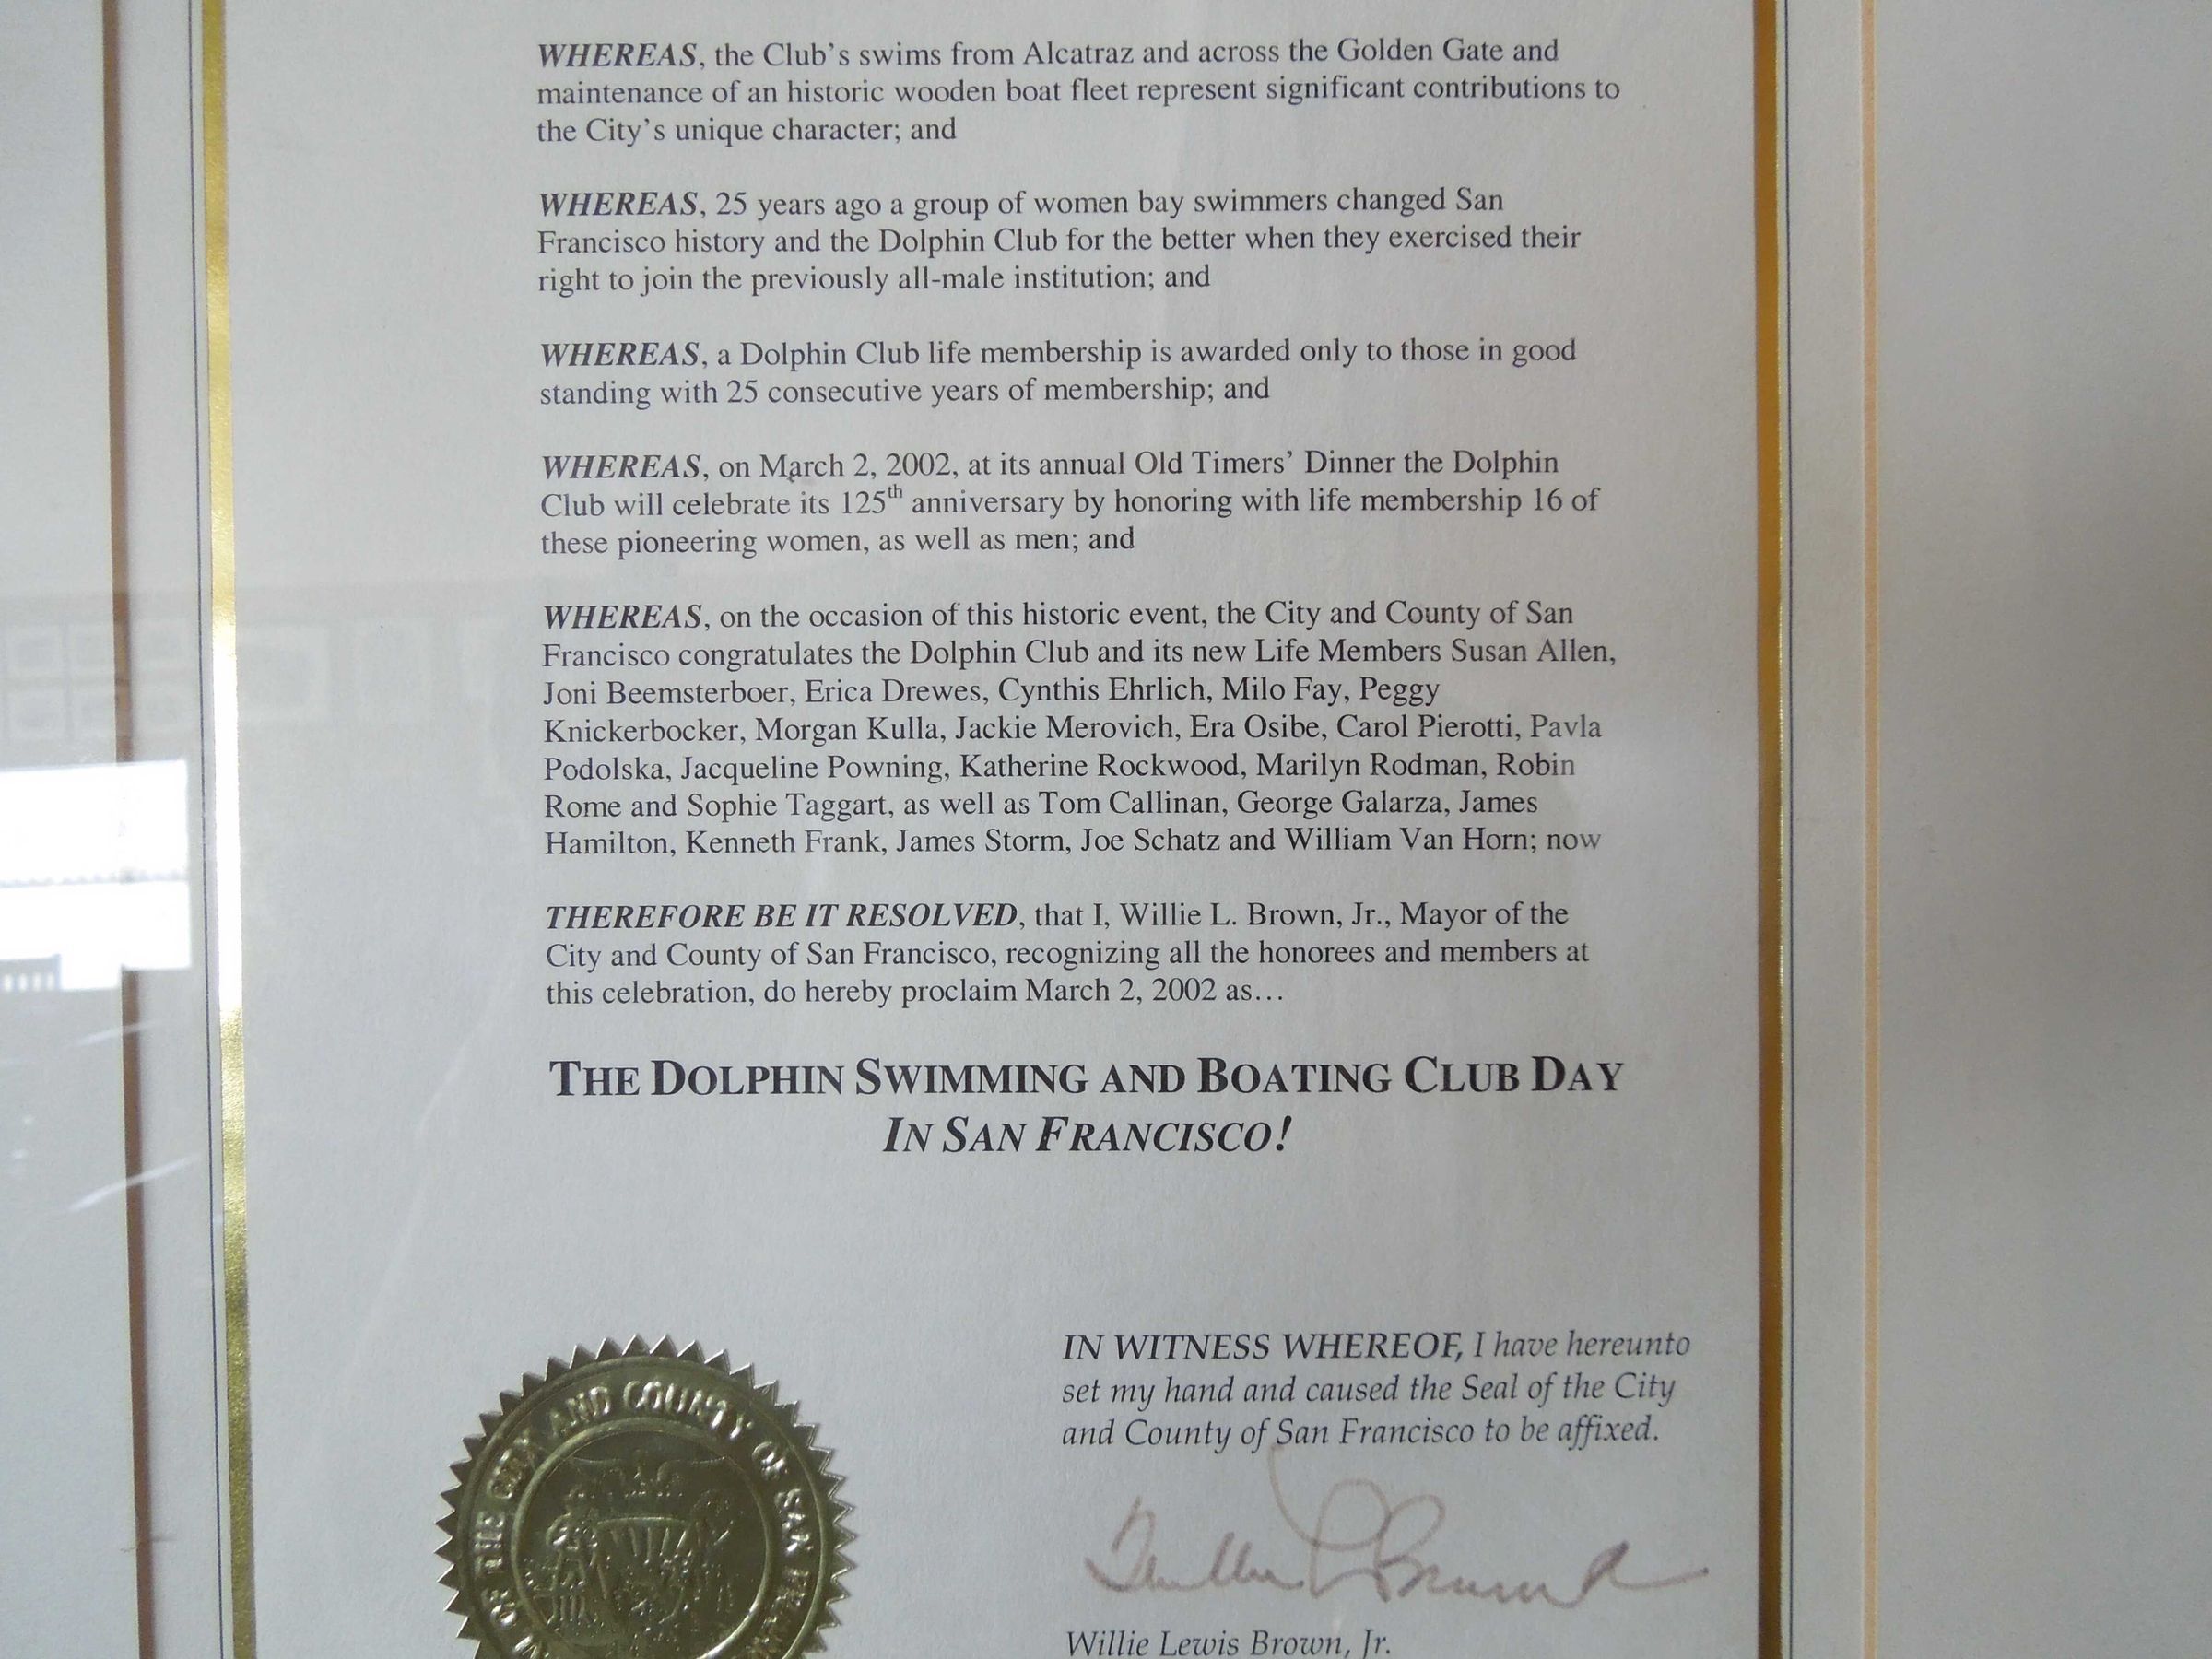 WHEREAS, the Club's swims from Alcatraz and across the Golden Gate and
maintenance of an historic wooden boat fleet represent significant contributions to
the City's unique character; and
WHEREAS, 25 years ago a group of women bay swimmers changed San
Francisco history and the Dolphin Club for the better when they exercised their
right to join the previously all-male institution; and
WHEREAS, a Dolphin Club life membership is awarded only to those in good
standing with 25 consecutive years of membership; and
WHEREAS, on March 2, 2002, at its annual Old Timers' Dinner the Dolphin
Club will celebrate its 125th anniversary by honoring with life membership 16 of
these pioneering women, as well as men; and
WHEREAS, on the occasion of this historic event, the City and County of San
Francisco congratulates the Dolphin Club and its new Life Members Susan Allen,
Joni Beemsterboer, Erica Drewes, Cynthis Ehrlich, Milo Fay, Peggy
Knickerbocker, Morgan Kulla, Jackie Merovich, Era Osibe, Carol Pierotti, Pavla
Podolska, Jacqueline Powning, Katherine Rockwood, Marilyn Rodman, Robin
Rome and Sophie Taggart, as well as Tom Callinan, George Galarza, James
Hamilton, Kenneth Frank, James Storm, Joe Schatz and William Van Horn; now
THEREFORE BE IT RESOLVED, that I, Willie L. Brown, Jr., Mayor of the
City and County of San Francisco, recognizing all the honorees and members at
this celebration, do hereby proclaim March 2, 2002 as...
THE DOLPHIN SWIMMING AND BOATING CLUB DAY
IN SAN FRANCISCO!
IN WITNESS WHEREOF, I have hereunto
set my hand and caused the Seal of the City
and County of San Francisco to be affixed.
Willie L Brown Jr
Willie Lewis Brown, Jr.
OF THE CITY AND COUNTY OF SAN